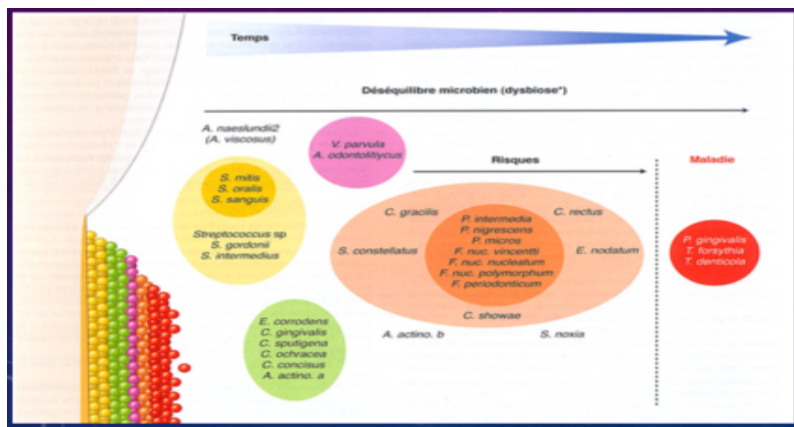 Temps
Déséquilibre microbien (dysbiose*)
A. naeslundii2
(A. viscosus)
V. parvula
A. odontolitiycus
S. mitis
S. oralis
S. sanguis
Streptococcus sp
S. gordonii
S. intermedius
E. corrodens
C. gingivalis
C. sputigena
C. ochracea
C. concisus
A. actino. a
Risques
C. gracilis
C. rectus
S. constellatus
P. intermedia
P. nigrescens
P. micros
F. nuc. vincentti
F. nuc. nucleatum
F. nuc. polymorphum
F. periodonticum
E. nodatum
C. showae
A. actino. b
S. noxia
Maladie
P. gingivalis
T. forsythia
T. denticola